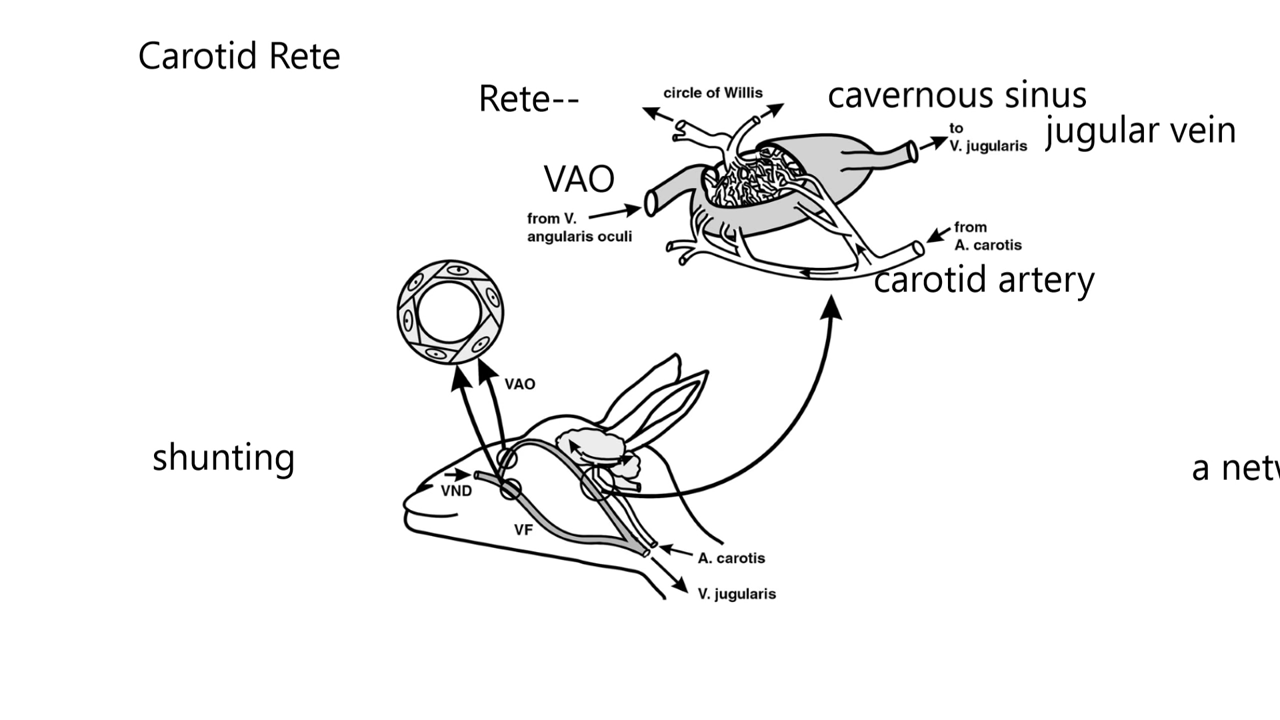 Carotid Rete
Rete--
circle of Willis
cavernous sinus
to
V. jugularis
jugular vein
VAO
from V.
angularis oculi
from
A. carotis
carotid artery
VAO
shunting
a net
VND
VF
A. carotis
V. jugularis